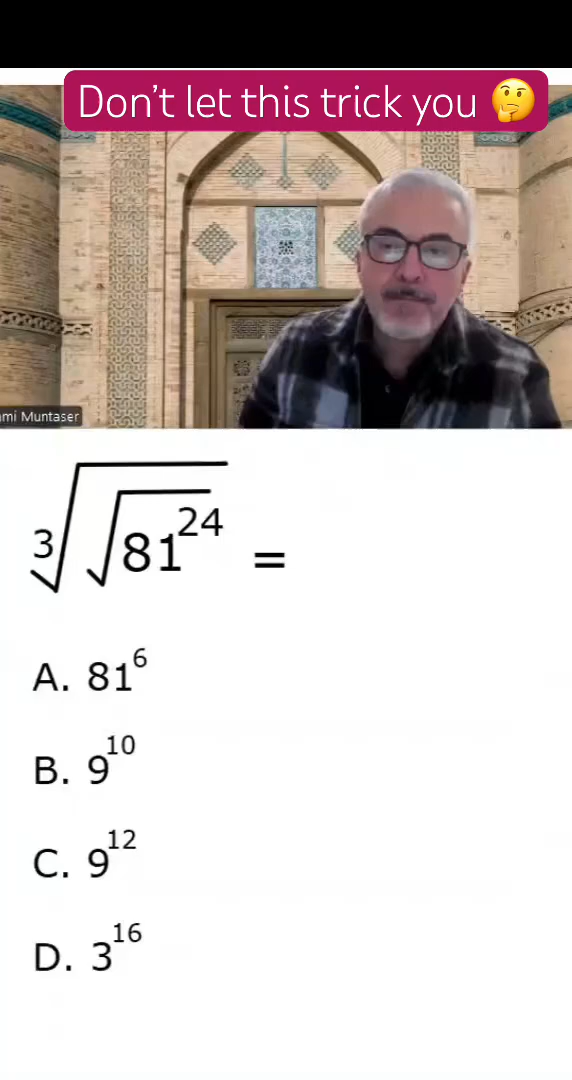 Don't let this trick you 🤔
mi Muntaser
∛√81²⁴ =
A. 81⁶
B. 9¹⁰
C. 9¹²
D. 3¹⁶